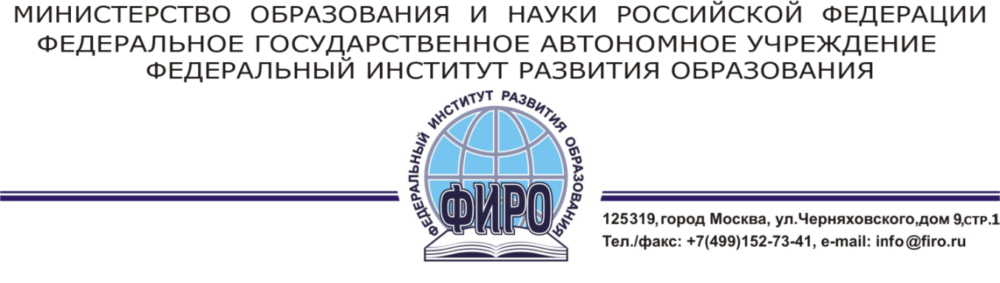 МИНИСТЕРСТВО ОБРАЗОВАНИЯ И НАУКИ РОССИЙСКОЙ ФЕДЕРАЦИИ
ФЕДЕРАЛЬНОЕ ГОСУДАРСТВЕННОЕ АВТОНОМНОЕ УЧРЕЖДЕНИЕ
ФЕДЕРАЛЬНЫЙ ИНСТИТУТ РАЗВИТИЯ ОБРАЗОВАНИЯ
ФЕДЕРАЛЬНЫЙ ИНСТИТУТ РАЗВИТИЯ ОБРАЗОВАНИЯ
ФИРО
125319, город Москва, ул.Черняховского,дом 9,стр.1
Тел./факс: +7(499)152-73-41, e-mail: info@firo.ru